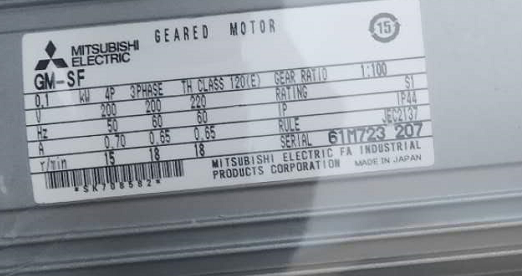 MITSUBISHI ELECTRIC GEARED MOTOR 15
GM-SF
0.1 kW 4P 3PHASE TH CLASS 120(E) GEAR RATIO 1:100
V 200 200 220 RATING S1
Hz 50 60 60 IP IP44
A 0.70 0.65 0.65 RULE JEC2137
r/min 15 18 18 SERIAL 61M723 207
*SK708582*
MITSUBISHI ELECTRIC FA INDUSTRIAL
PRODUCTS CORPORATION MADE IN JAPAN